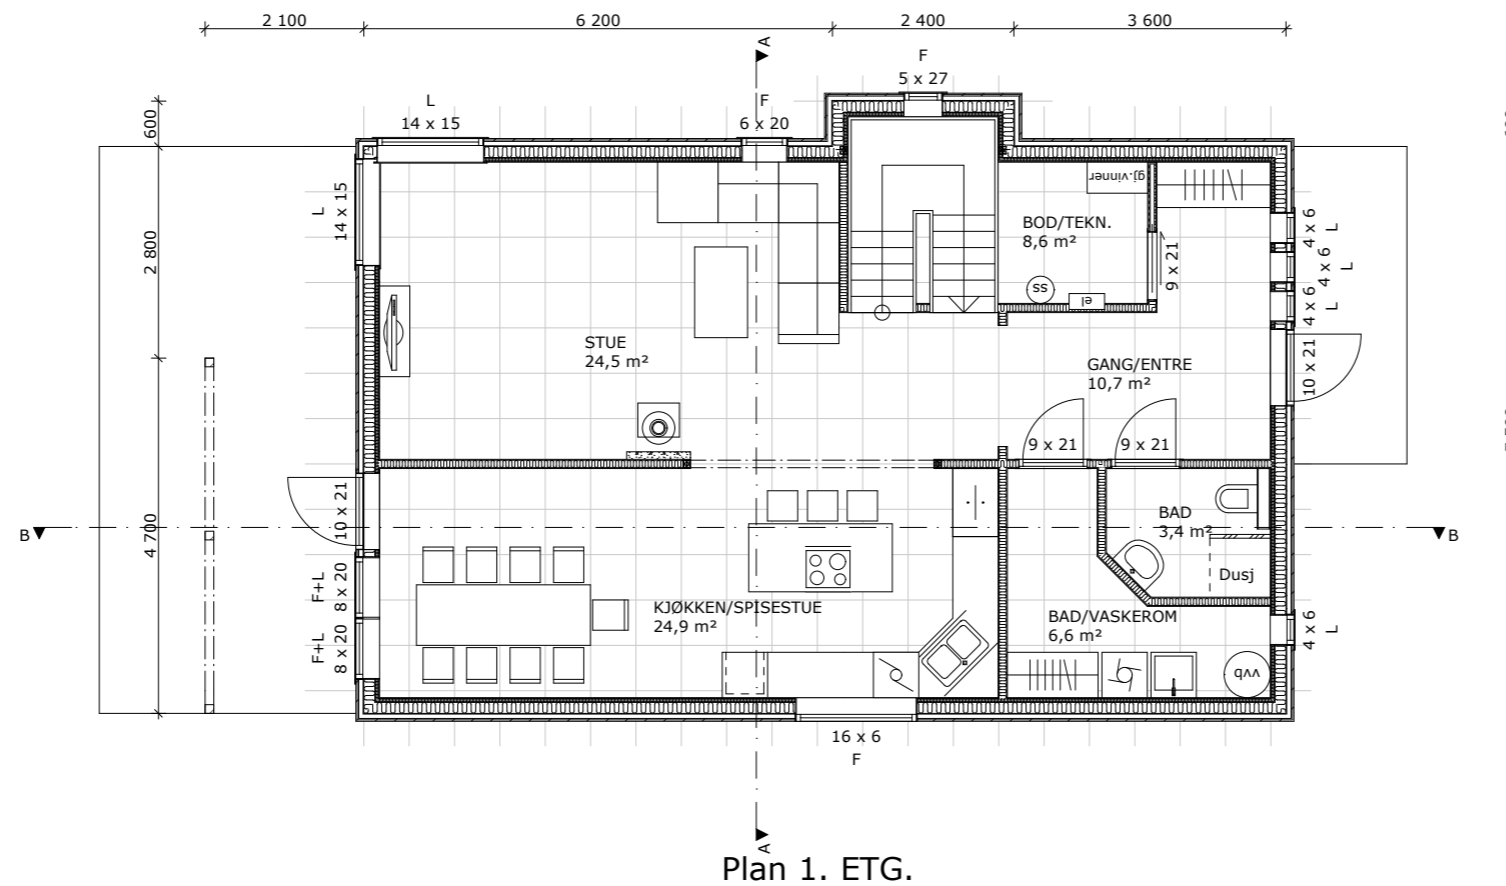 2 100
6 200
2 400
3 600
A
F
5 x 27
L
14 x 15
F
6 x 20
600
L
14 x 15
2 800
gj.vinner
BOD/TEKN.
8,6 m²
9 x 21
ss
el
4 x 6
L
4 x 6
L
4 x 6
L
STUE
24,5 m²
GANG/ENTRE
10,7 m²
10 x 21
9 x 21
9 x 21
B
4 700
10 x 21
BAD
3,4 m²
B
F+L
8 x 20
Dusj
KJØKKEN/SPISESTUE
24,9 m²
BAD/VASKEROM
6,6 m²
F+L
8 x 20
4 x 6
L
vvb
16 x 6
F
A
Plan 1. ETG.